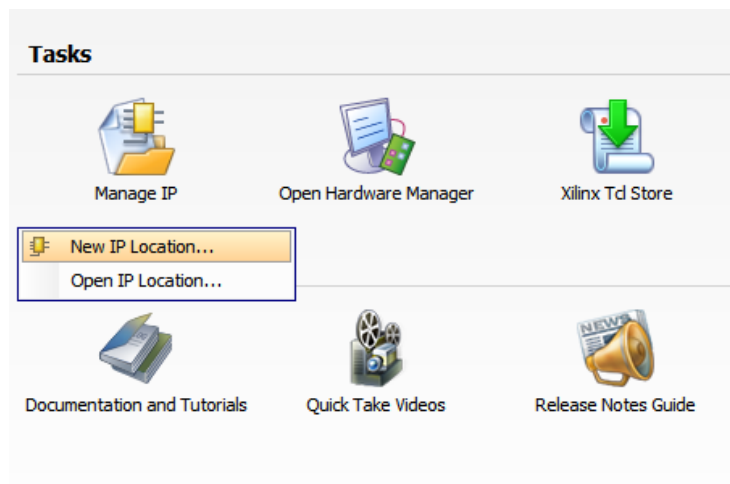 Tasks
Manage IP
Open Hardware Manager
Xilinx Tcl Store
New IP Location...
Open IP Location...
NEWS
Documentation and Tutorials
Quick Take Videos
Release Notes Guide